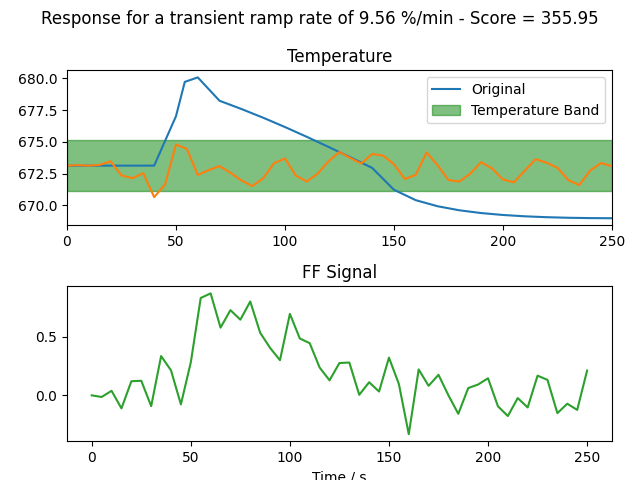 Response for a transient ramp rate of 9.56 %/min - Score = 355.95
Temperature
680.0
677.5
675.0
672.5
670.0
Original
Temperature Band
0 50 100 150 200 250
FF Signal
0.5
0.0
0 50 100 150 200 250
Time / s